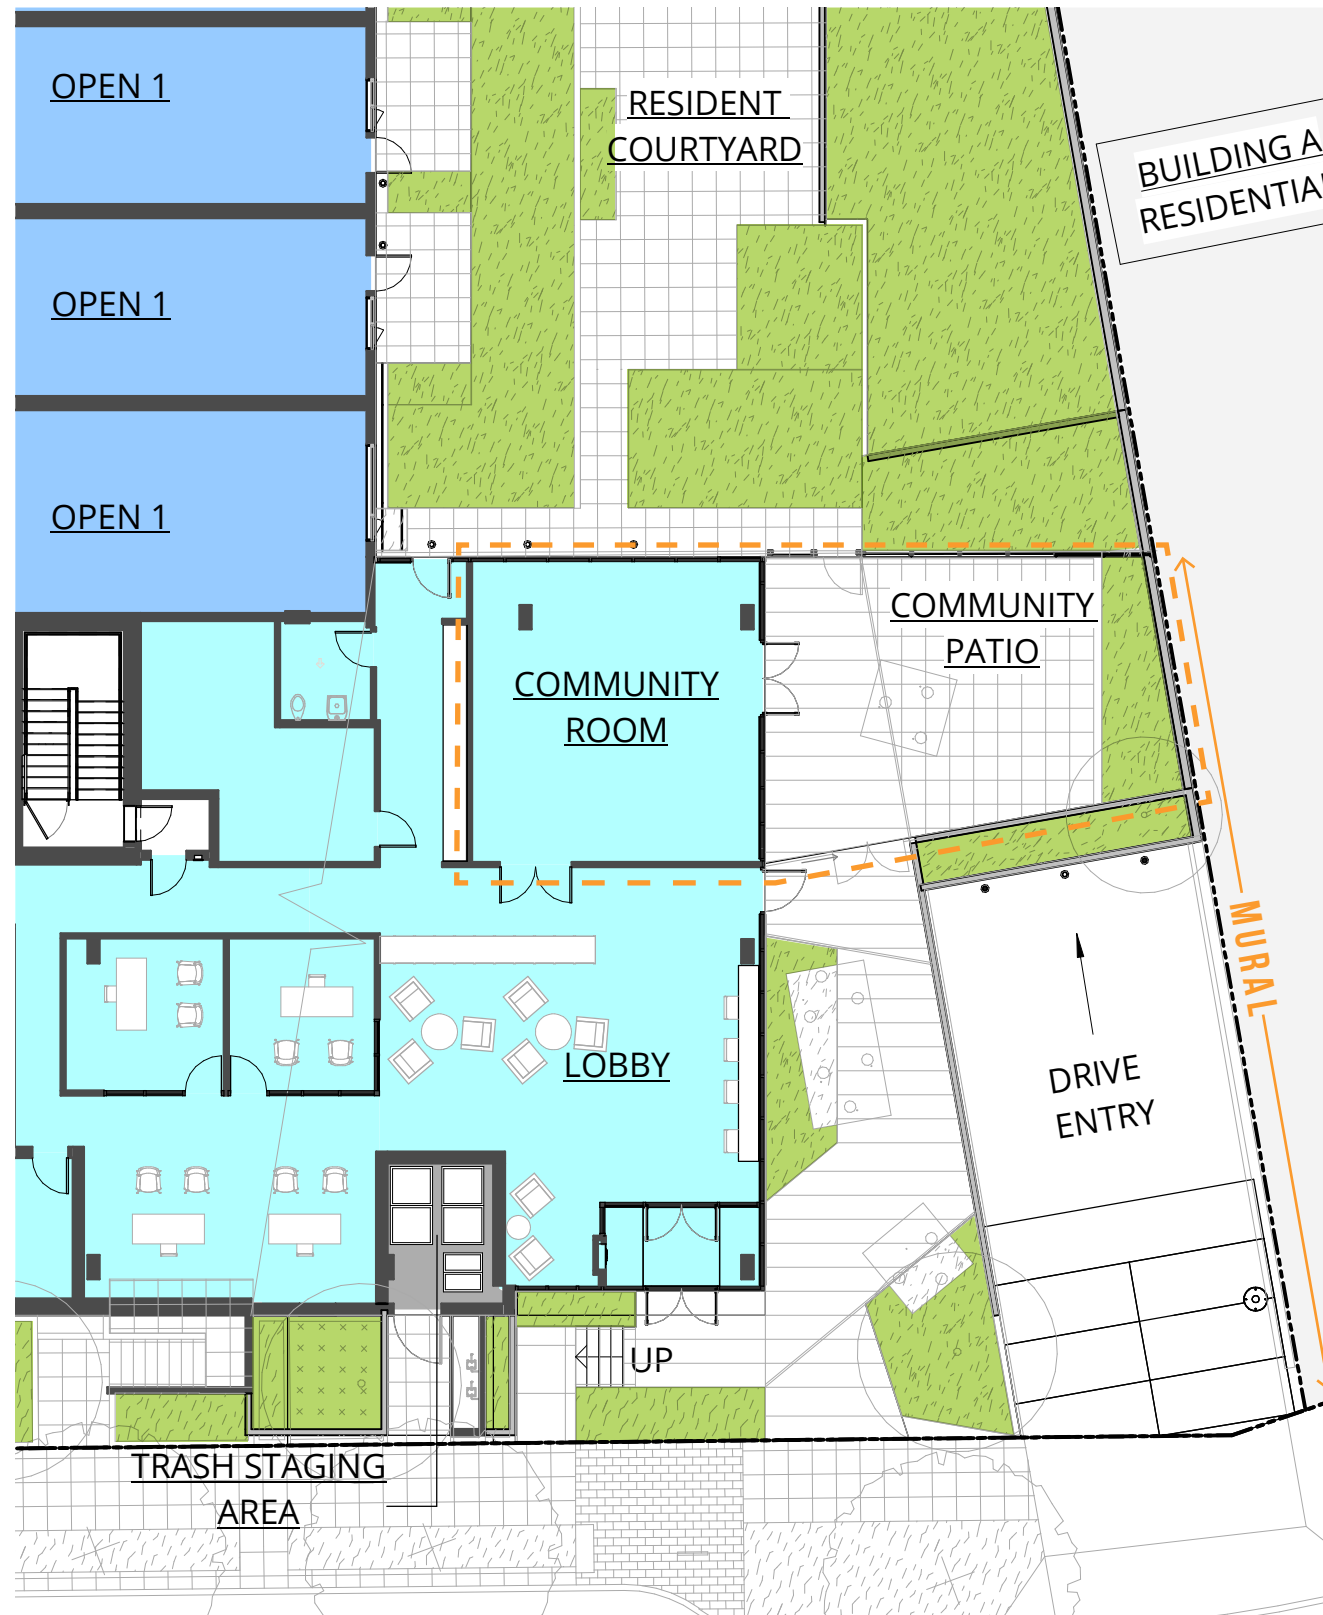 OPEN 1
RESIDENT
COURTYARD
BUILDING A
RESIDENTIA
OPEN 1
OPEN 1
COMMUNITY
PATIO
COMMUNITY
ROOM
MURAL
LOBBY
DRIVE
ENTRY
UP
TRASH STAGING
AREA